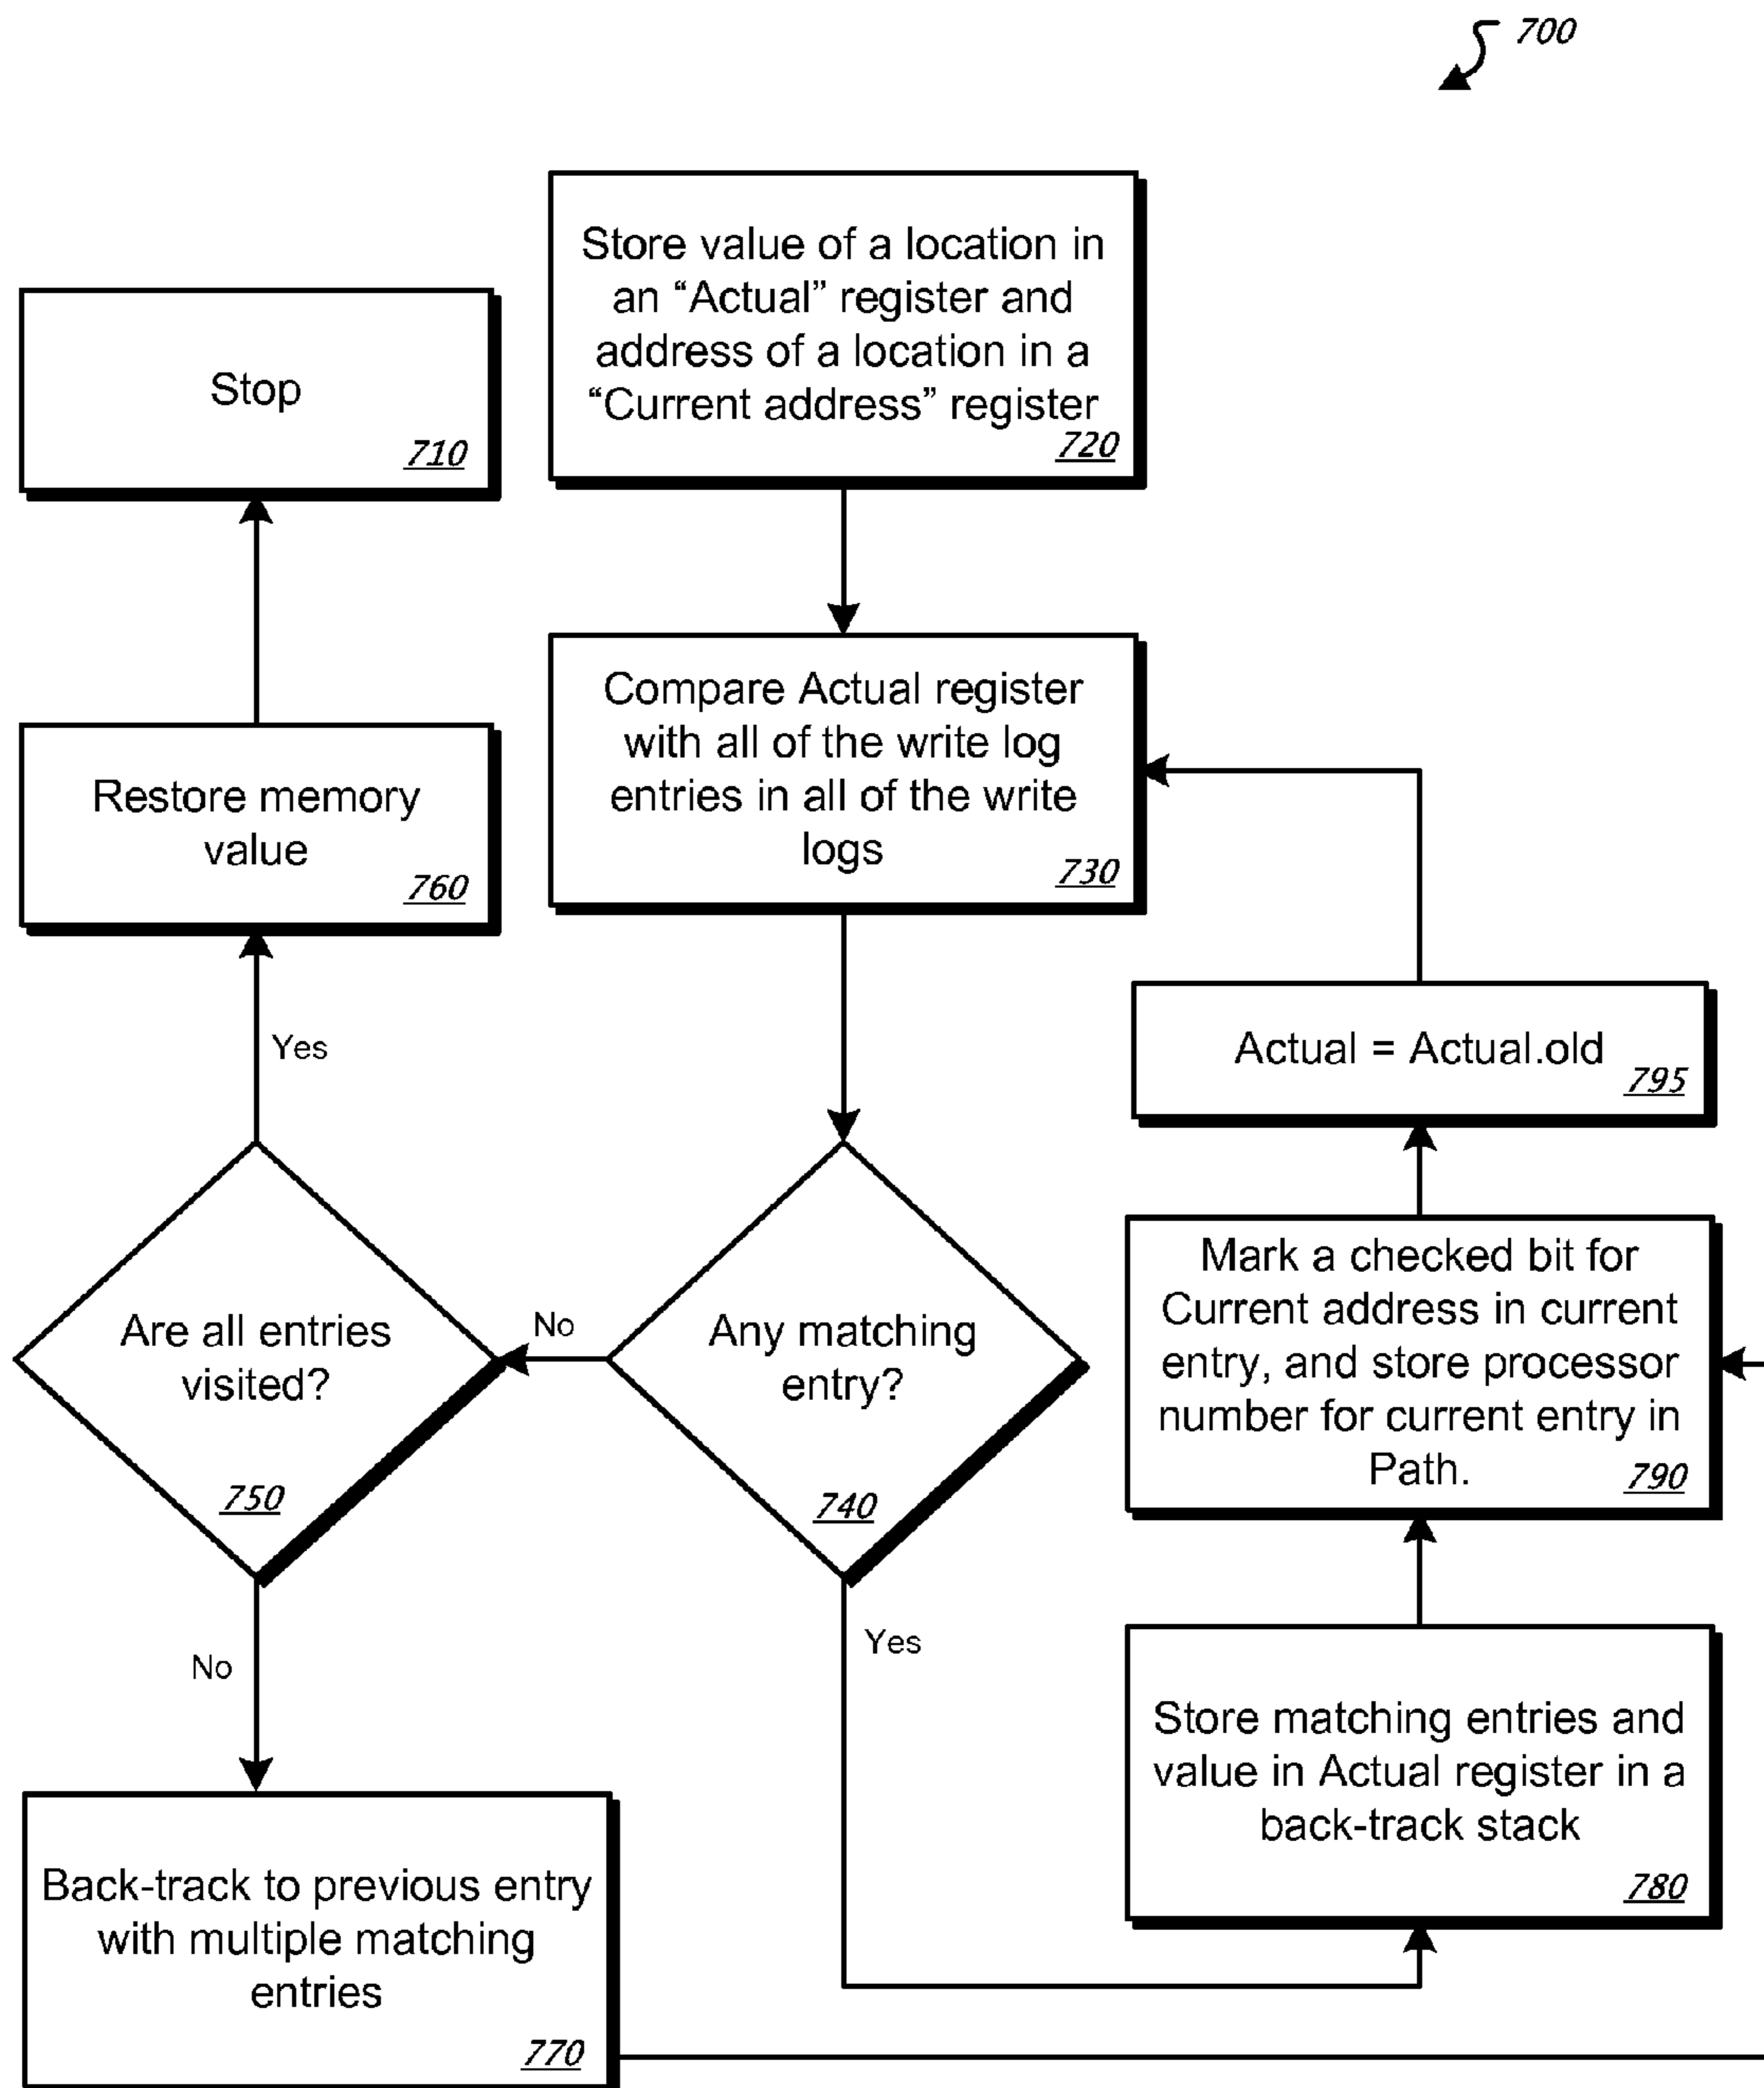 700
Store value of a location in
an “Actual” register and
address of a location in a
“Current address” register
720
Stop
710
Compare Actual register
with all of the write log
entries in all of the write
logs
730
Restore memory
value
760
Yes
Actual = Actual.old
795
Are all entries
visited?
750
No
Any matching
entry?
740
Mark a checked bit for
Current address in current
entry, and store processor
number for current entry in
Path.
790
No
Yes
Store matching entries and
value in Actual register in a
back-track stack
780
Back-track to previous entry
with multiple matching
entries
770